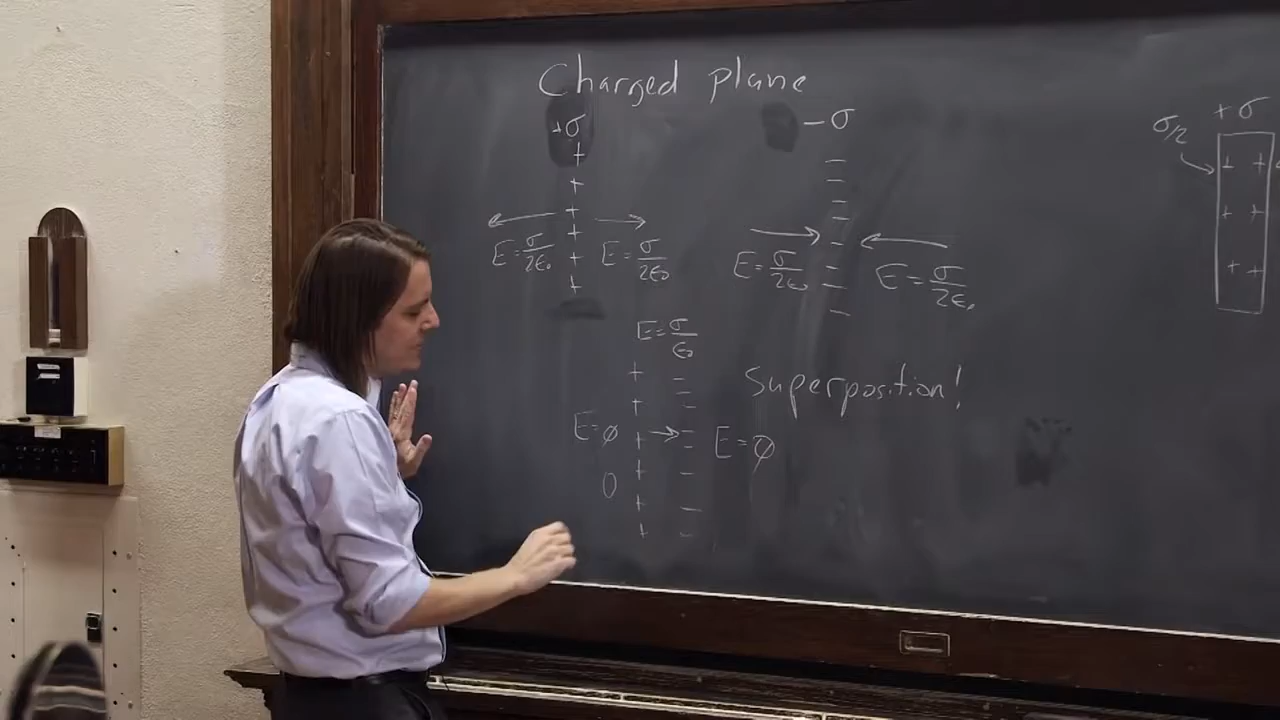 Charged plane
+σ
-σ
+σ
σ/2
E=σ/2ε₀
E=σ/2ε₀
E=σ/2ε₀
E=σ/2ε₀
E=σ/ε₀
Superposition!
E=∅
E=∅
0